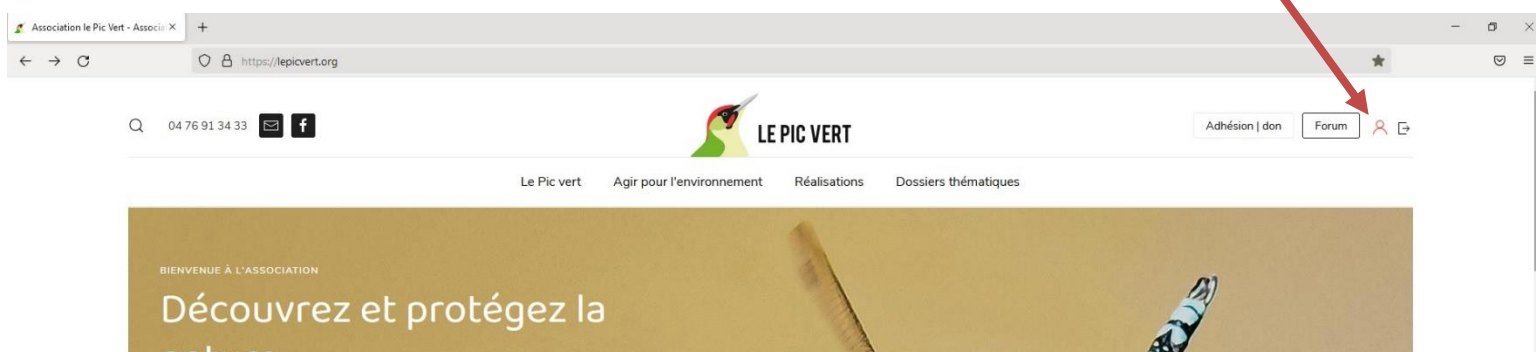 Association le Pic Vert - Associa
https://lepicvert.org
04 76 91 34 33
LE PIC VERT
Adhésion | don
Forum
Le Pic vert
Agir pour l'environnement
Réalisations
Dossiers thématiques
BIENVENUE À L'ASSOCIATION
Découvrez et protégez la